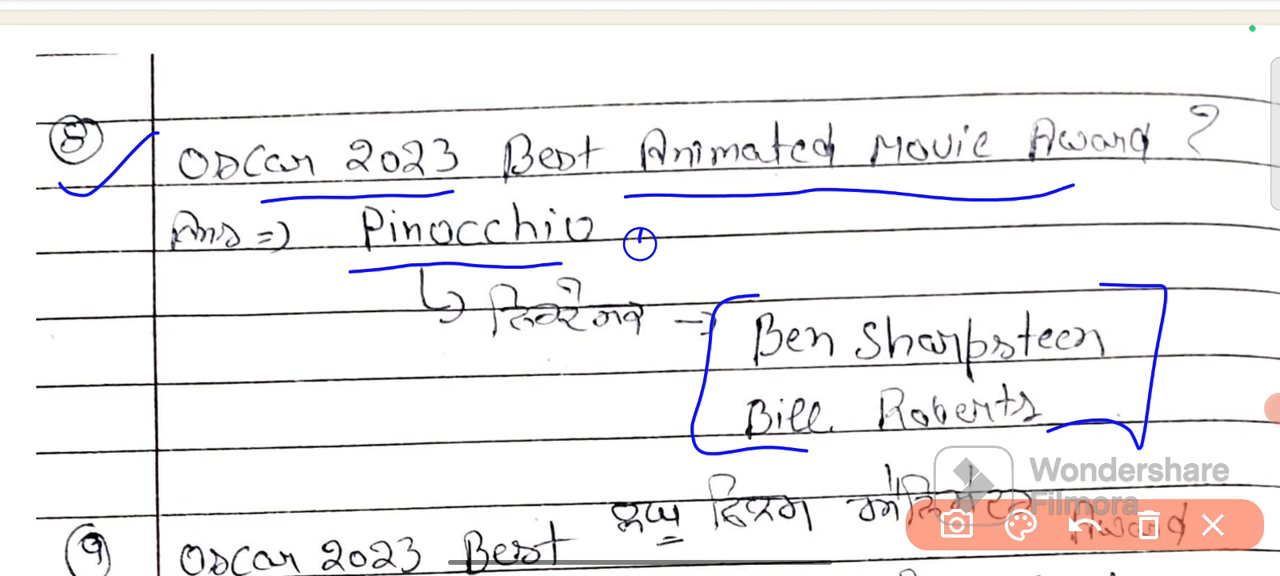 8
Oscar 2023 Best Animated Movie Award ?
Ans => Pinocchio
Ben Sharpsteen
Bill Roberts
Wondershare
Filmora
Award
9 Oscar 2023 Best